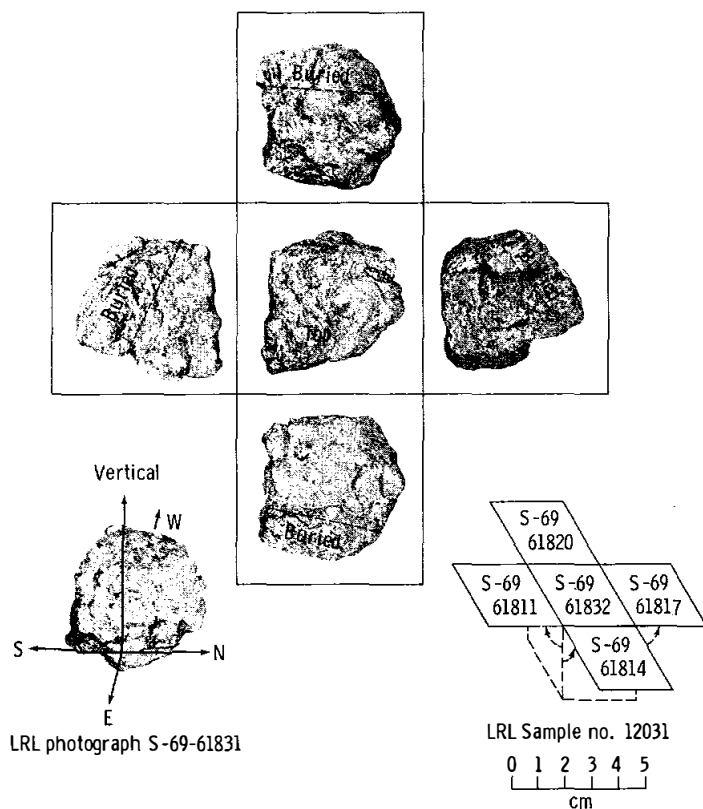 Buried
Buried
Top
Buried
Vertical
W
S
N
E
LRL photograph S-69-61831
S-69
61820
S-69
61811
S-69
61832
S-69
61817
S-69
61814
LRL Sample no. 12031
0 1 2 3 4 5
cm